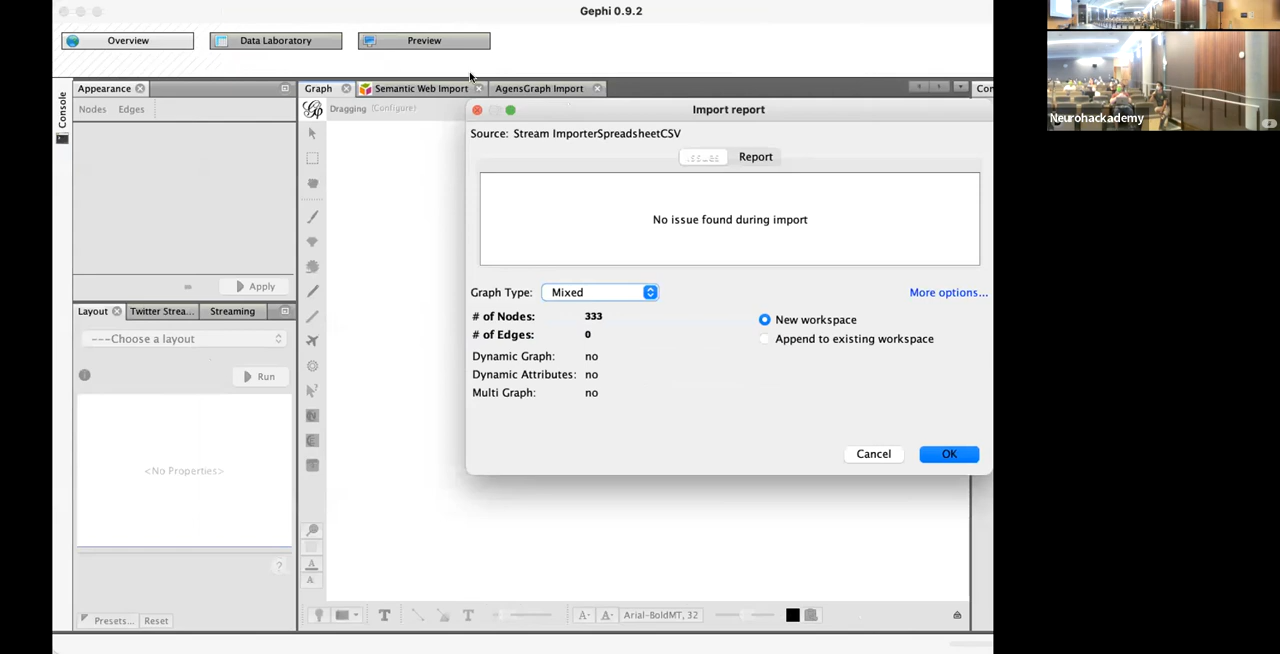 Gephi 0.9.2
Overview
Data Laboratory
Preview
Neurohackademy
Console
Appearance
Graph
Semantic Web Import
AgensGraph Import
Con
Nodes Edges
Dragging (Configure)
Import report
Source: Stream ImporterSpreadsheetCSV
Report
No issue found during import
Apply
Graph Type: Mixed
More options...
# of Nodes: 333
New workspace
# of Edges: 0
Append to existing workspace
Dynamic Graph: no
Dynamic Attributes: no
Multi Graph: no
Cancel
OK
Layout
Twitter Strea...
Streaming
---Choose a layout
Run
<No Properties>
?
Presets...
Reset
T
T
A-
A-
Arial-BoldMT, 32